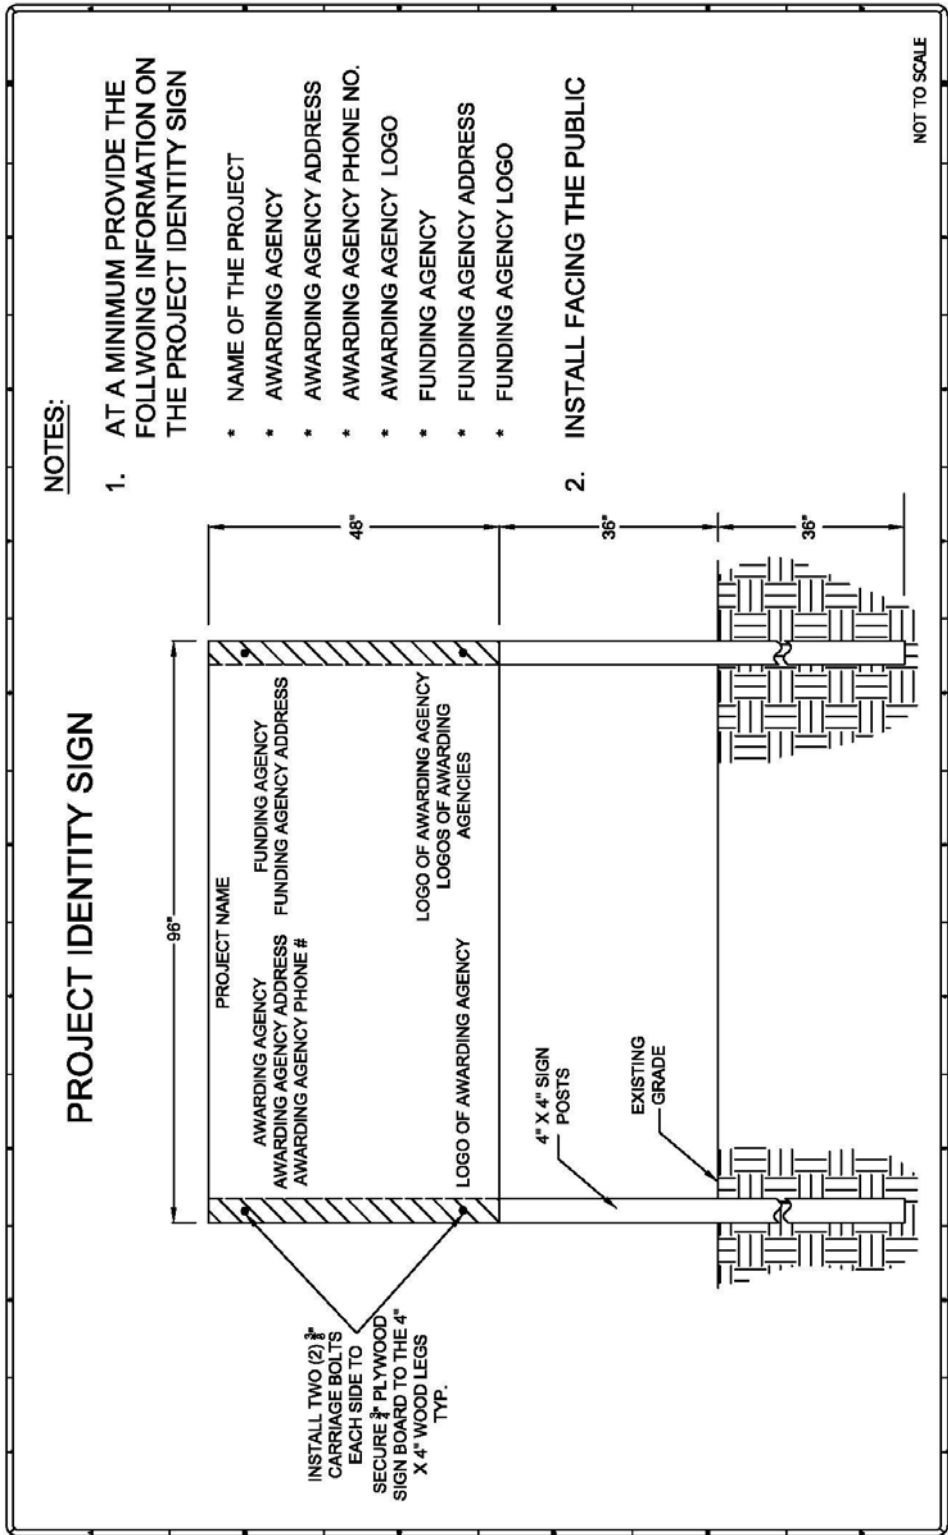 PROJECT IDENTITY SIGN
96"
PROJECT NAME
AWARDING AGENCY
AWARDING AGENCY ADDRESS
AWARDING AGENCY PHONE #
FUNDING AGENCY
FUNDING AGENCY ADDRESS
LOGO OF AWARDING AGENCY
LOGO OF AWARDING AGENCY
LOGOS OF AWARDING
AGENCIES
48"
36"
36"
INSTALL TWO (2) 3/8"
CARRIAGE BOLTS
EACH SIDE TO
SECURE 3/4" PLYWOOD
SIGN BOARD TO THE 4"
X 4" WOOD LEGS
TYP.
4" X 4" SIGN
POSTS
EXISTING
GRADE
NOTES:
1. AT A MINIMUM PROVIDE THE
FOLLWOING INFORMATION ON
THE PROJECT IDENTITY SIGN
* NAME OF THE PROJECT
* AWARDING AGENCY
* AWARDING AGENCY ADDRESS
* AWARDING AGENCY PHONE NO.
* AWARDING AGENCY LOGO
* FUNDING AGENCY
* FUNDING AGENCY ADDRESS
* FUNDING AGENCY LOGO
2. INSTALL FACING THE PUBLIC
NOT TO SCALE